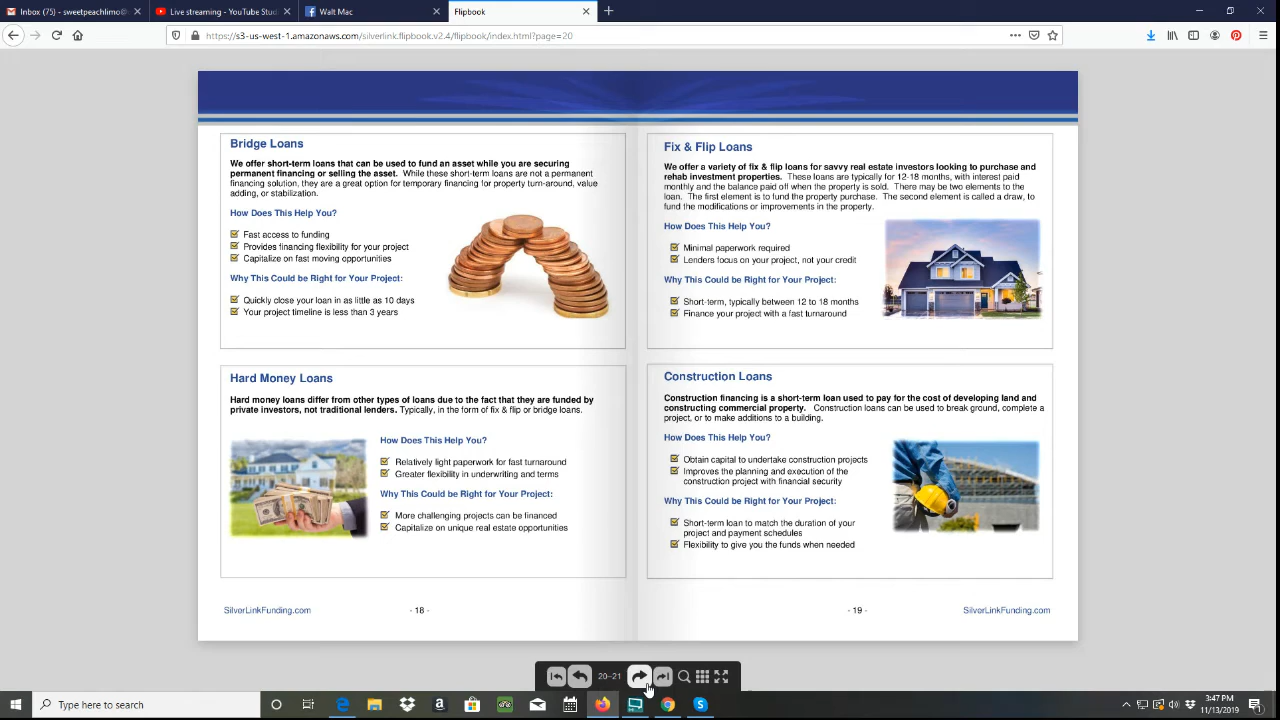 Inbox (75) - sweetpeachlimo@
Live streaming - YouTube Stud
Walt Mac
Flipbook
https://s3-us-west-1.amazonaws.com/silverlink.flipbook.v2.4/flipbook/index.html?page=20
Bridge Loans
We offer short-term loans that can be used to fund an asset while you are securing
permanent financing or selling the asset. While these short-term loans are not a permanent
financing solution, they are a great option for temporary financing for property turn-around, value
adding, or stabilization.
How Does This Help You?
Fast access to funding
Provides financing flexibility for your project
Capitalize on fast moving opportunities
Why This Could be Right for Your Project:
Quickly close your loan in as little as 10 days
Your project timeline is less than 3 years
Hard Money Loans
Hard money loans differ from other types of loans due to the fact that they are funded by
private investors, not traditional lenders. Typically, in the form of fix & flip or bridge loans.
How Does This Help You?
Relatively light paperwork for fast turnaround
Greater flexibility in underwriting and terms
Why This Could be Right for Your Project:
More challenging projects can be financed
Capitalize on unique real estate opportunities
SilverLinkFunding.com
- 18 -
Fix & Flip Loans
We offer a variety of fix & flip loans for savvy real estate investors looking to purchase and
rehab investment properties. These loans are typically for 12-18 months, with interest paid
monthly and the balance paid off when the property is sold. There may be two elements to the
loan. The first element is to fund the property purchase. The second element is called a draw, to
fund the modifications or improvements in the property.
How Does This Help You?
Minimal paperwork required
Lenders focus on your project, not your credit
Why This Could be Right for Your Project:
Short-term, typically between 12 to 18 months
Finance your project with a fast turnaround
Construction Loans
Construction financing is a short-term loan used to pay for the cost of developing land and
constructing commercial property. Construction loans can be used to break ground, complete a
project, or to make additions to a building.
How Does This Help You?
Obtain capital to undertake construction projects
Improves the planning and execution of the
construction project with financial security
Why This Could be Right for Your Project:
Short-term loan to match the duration of your
project and payment schedules
Flexibility to give you the funds when needed
- 19 -
SilverLinkFunding.com
20–21
Type here to search
3:47 PM
11/13/2019